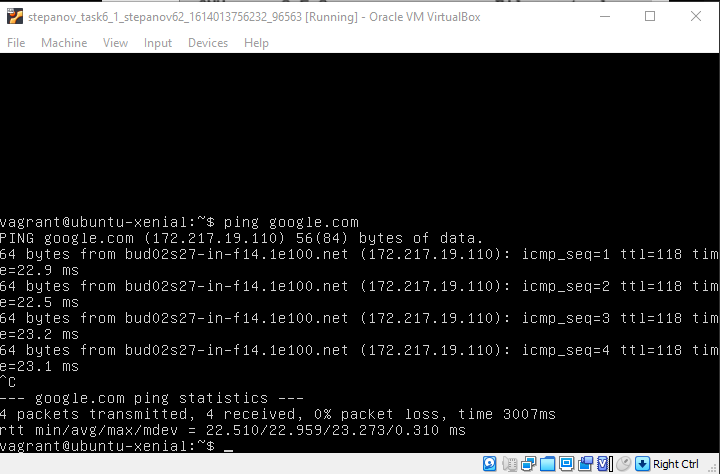 stepanov_task6_1_stepanov62_1614013756232_96563 [Running] - Oracle VM VirtualBox
File Machine View Input Devices Help
vagrant@ubuntu-xenial:~$ ping google.com
PING google.com (172.217.19.110) 56(84) bytes of data.
64 bytes from bud02s27-in-f14.1e100.net (172.217.19.110): icmp_seq=1 ttl=118 tim
e=22.9 ms
64 bytes from bud02s27-in-f14.1e100.net (172.217.19.110): icmp_seq=2 ttl=118 tim
e=22.5 ms
64 bytes from bud02s27-in-f14.1e100.net (172.217.19.110): icmp_seq=3 ttl=118 tim
e=23.2 ms
64 bytes from bud02s27-in-f14.1e100.net (172.217.19.110): icmp_seq=4 ttl=118 tim
e=23.1 ms
^C
--- google.com ping statistics ---
4 packets transmitted, 4 received, 0% packet loss, time 3007ms
rtt min/avg/max/mdev = 22.510/22.959/23.273/0.310 ms
vagrant@ubuntu-xenial:~$ _
Right Ctrl